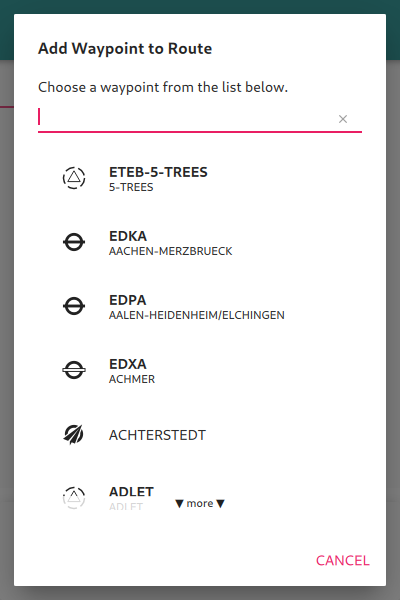 Add Waypoint to Route
Choose a waypoint from the list below.
ETEB-5-TREES
5-TREES
EDKA
AACHEN-MERZBRUECK
EDPA
AALEN-HEIDENHEIM/ELCHINGEN
EDXA
ACHMER
ACHTERSTEDT
ADLET
ADLET
▼ more ▼
CANCEL